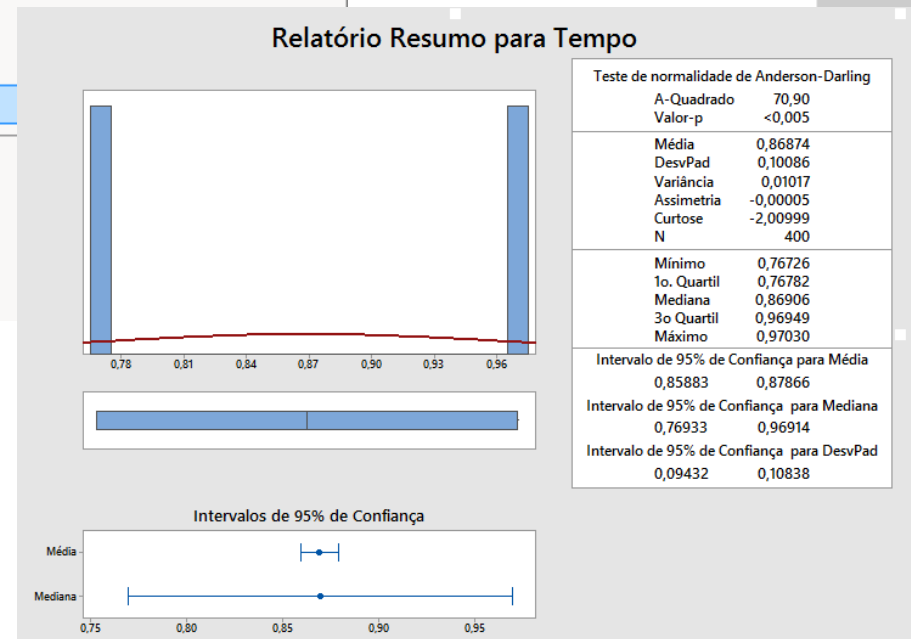 Relatório Resumo para Tempo
0,78 0,81 0,84 0,87 0,90 0,93 0,96
Teste de normalidade de Anderson-Darling
A-Quadrado 70,90
Valor-p <0,005
Média 0,86874
DesvPad 0,10086
Variância 0,01017
Assimetria -0,00005
Curtose -2,00999
N 400
Mínimo 0,76726
1o. Quartil 0,76782
Mediana 0,86906
3o Quartil 0,96949
Máximo 0,97030
Intervalo de 95% de Confiança para Média
0,85883 0,87866
Intervalo de 95% de Confiança para Mediana
0,76933 0,96914
Intervalo de 95% de Confiança para DesvPad
0,09432 0,10838
Intervalos de 95% de Confiança
Média
Mediana
0,75 0,80 0,85 0,90 0,95